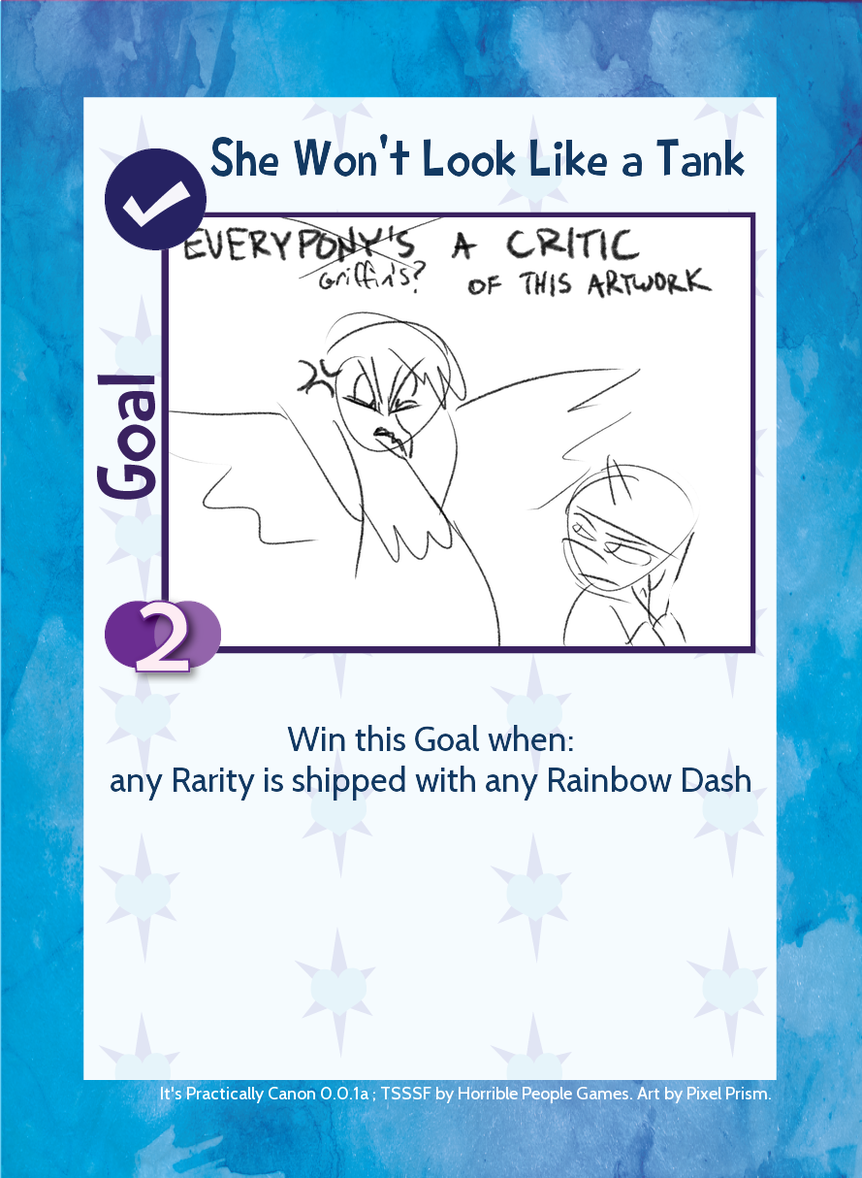 She Won't Look Like a Tank
EVERYPONY'S A CRITIC
Griffin's? OF THIS ARTWORK
Goal
2
Win this Goal when:
any Rarity is shipped with any Rainbow Dash
It's Practically Canon 0.0.1a ; TSSSF by Horrible People Games. Art by Pixel Prism.